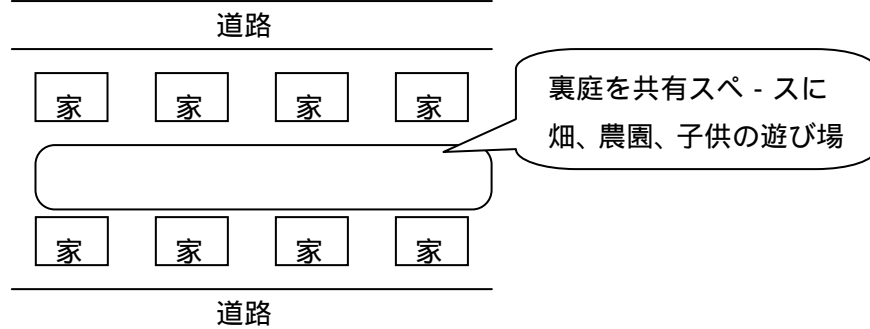 道路
家 家 家 家
裏庭を共有スペ - スに
畑、農園、子供の遊び場
家 家 家 家
道路